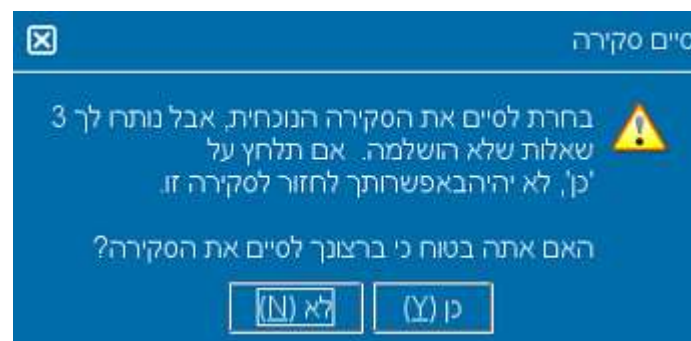 סיים סקירה
בחרת לסיים את הסקירה הנוכחית, אבל נותרו לך 3
שאלות שלא הושלמה. אם תלחץ על
'כן', לא יהיהבאפשרותך לחזור לסקירה זו.
האם אתה בטוח כי ברצונך לסיים את הסקירה?
כן (Y)
לא (N)